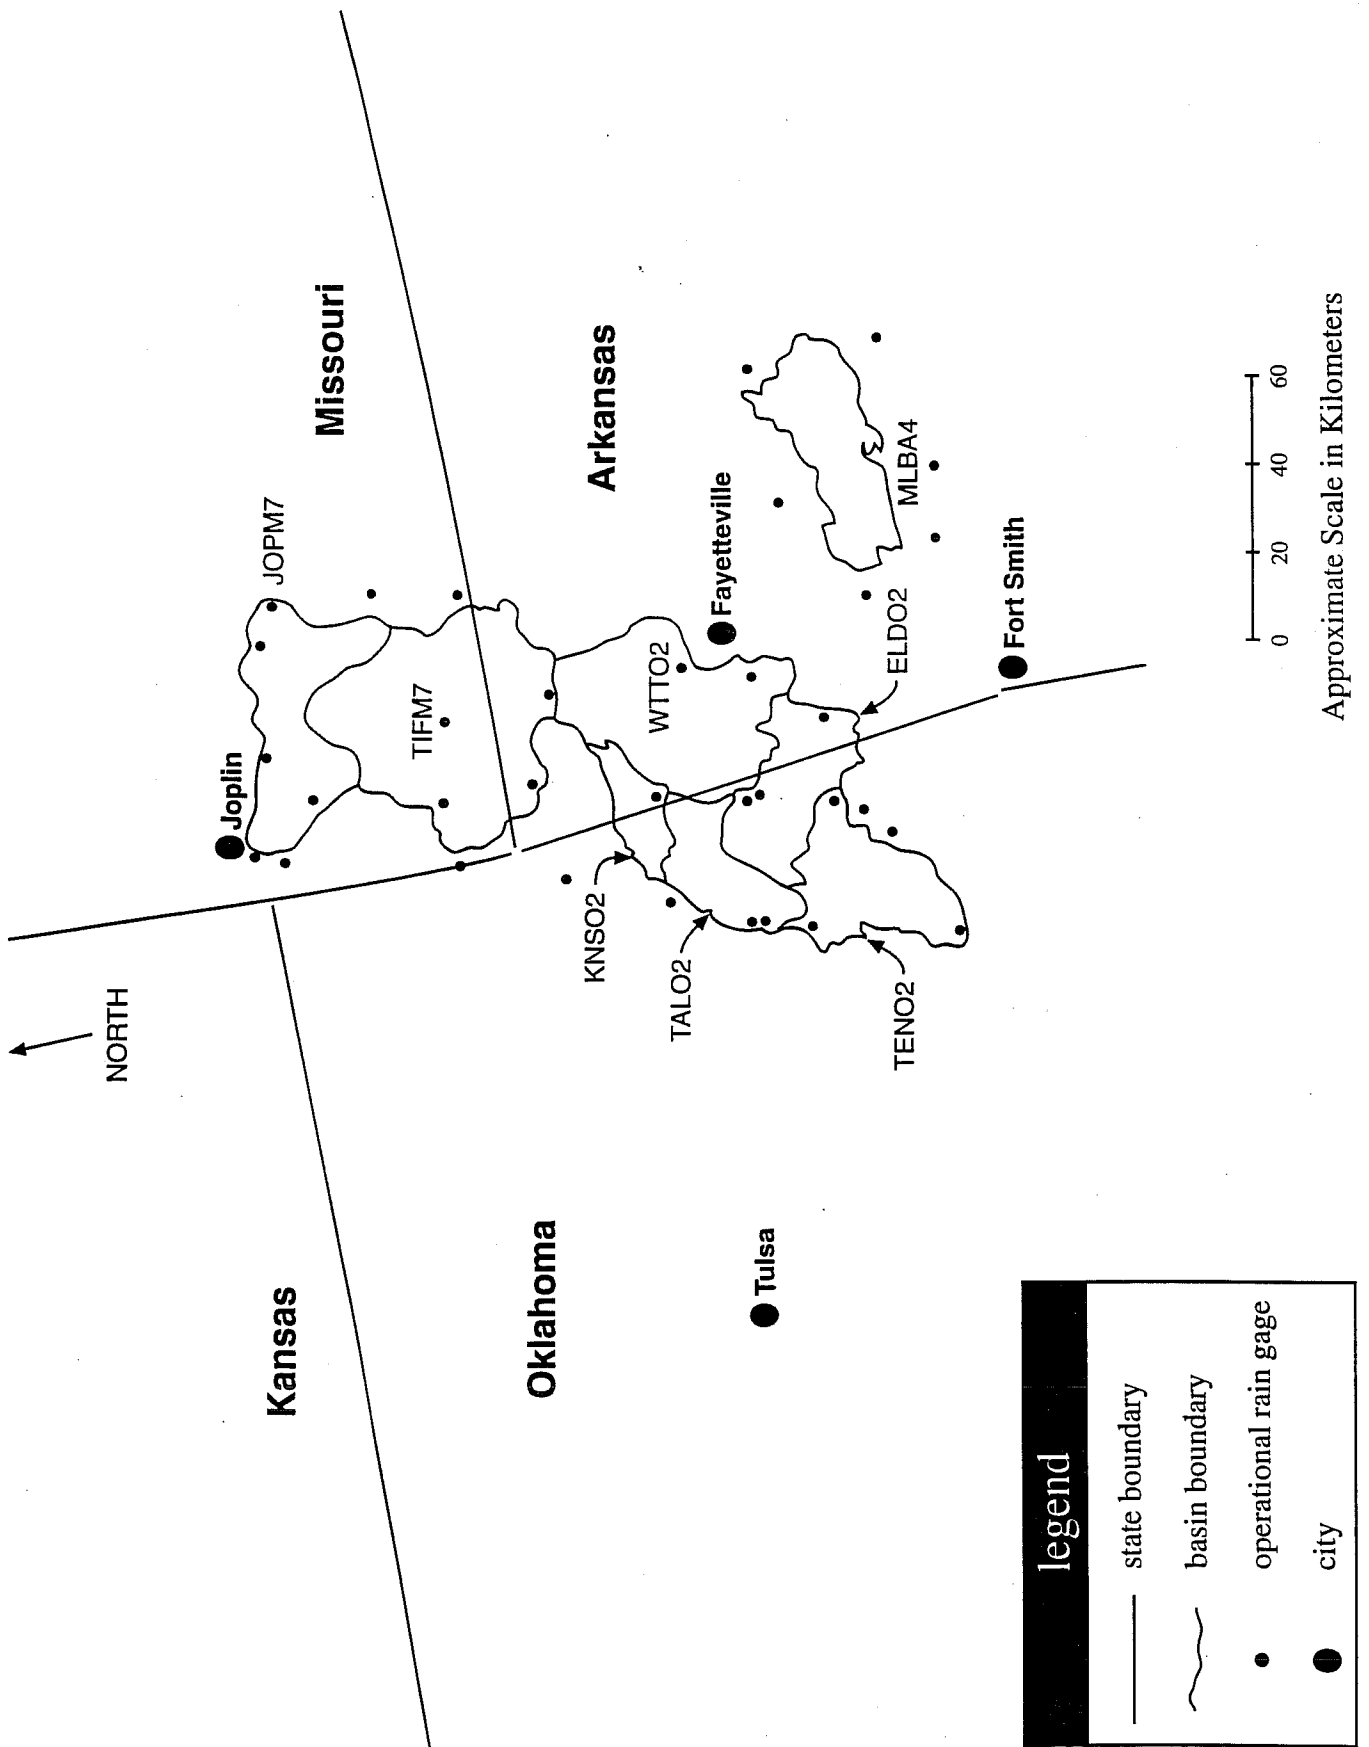 NORTH
Kansas
Missouri
Joplin
JOPM7
TIFM7
Oklahoma
Arkansas
KNSO2
WTTO2
TALO2
Fayetteville
Tulsa
TENO2
ELDO2
MLBA4
Fort Smith
legend
state boundary
basin boundary
operational rain gage
city
0 20 40 60
Approximate Scale in Kilometers